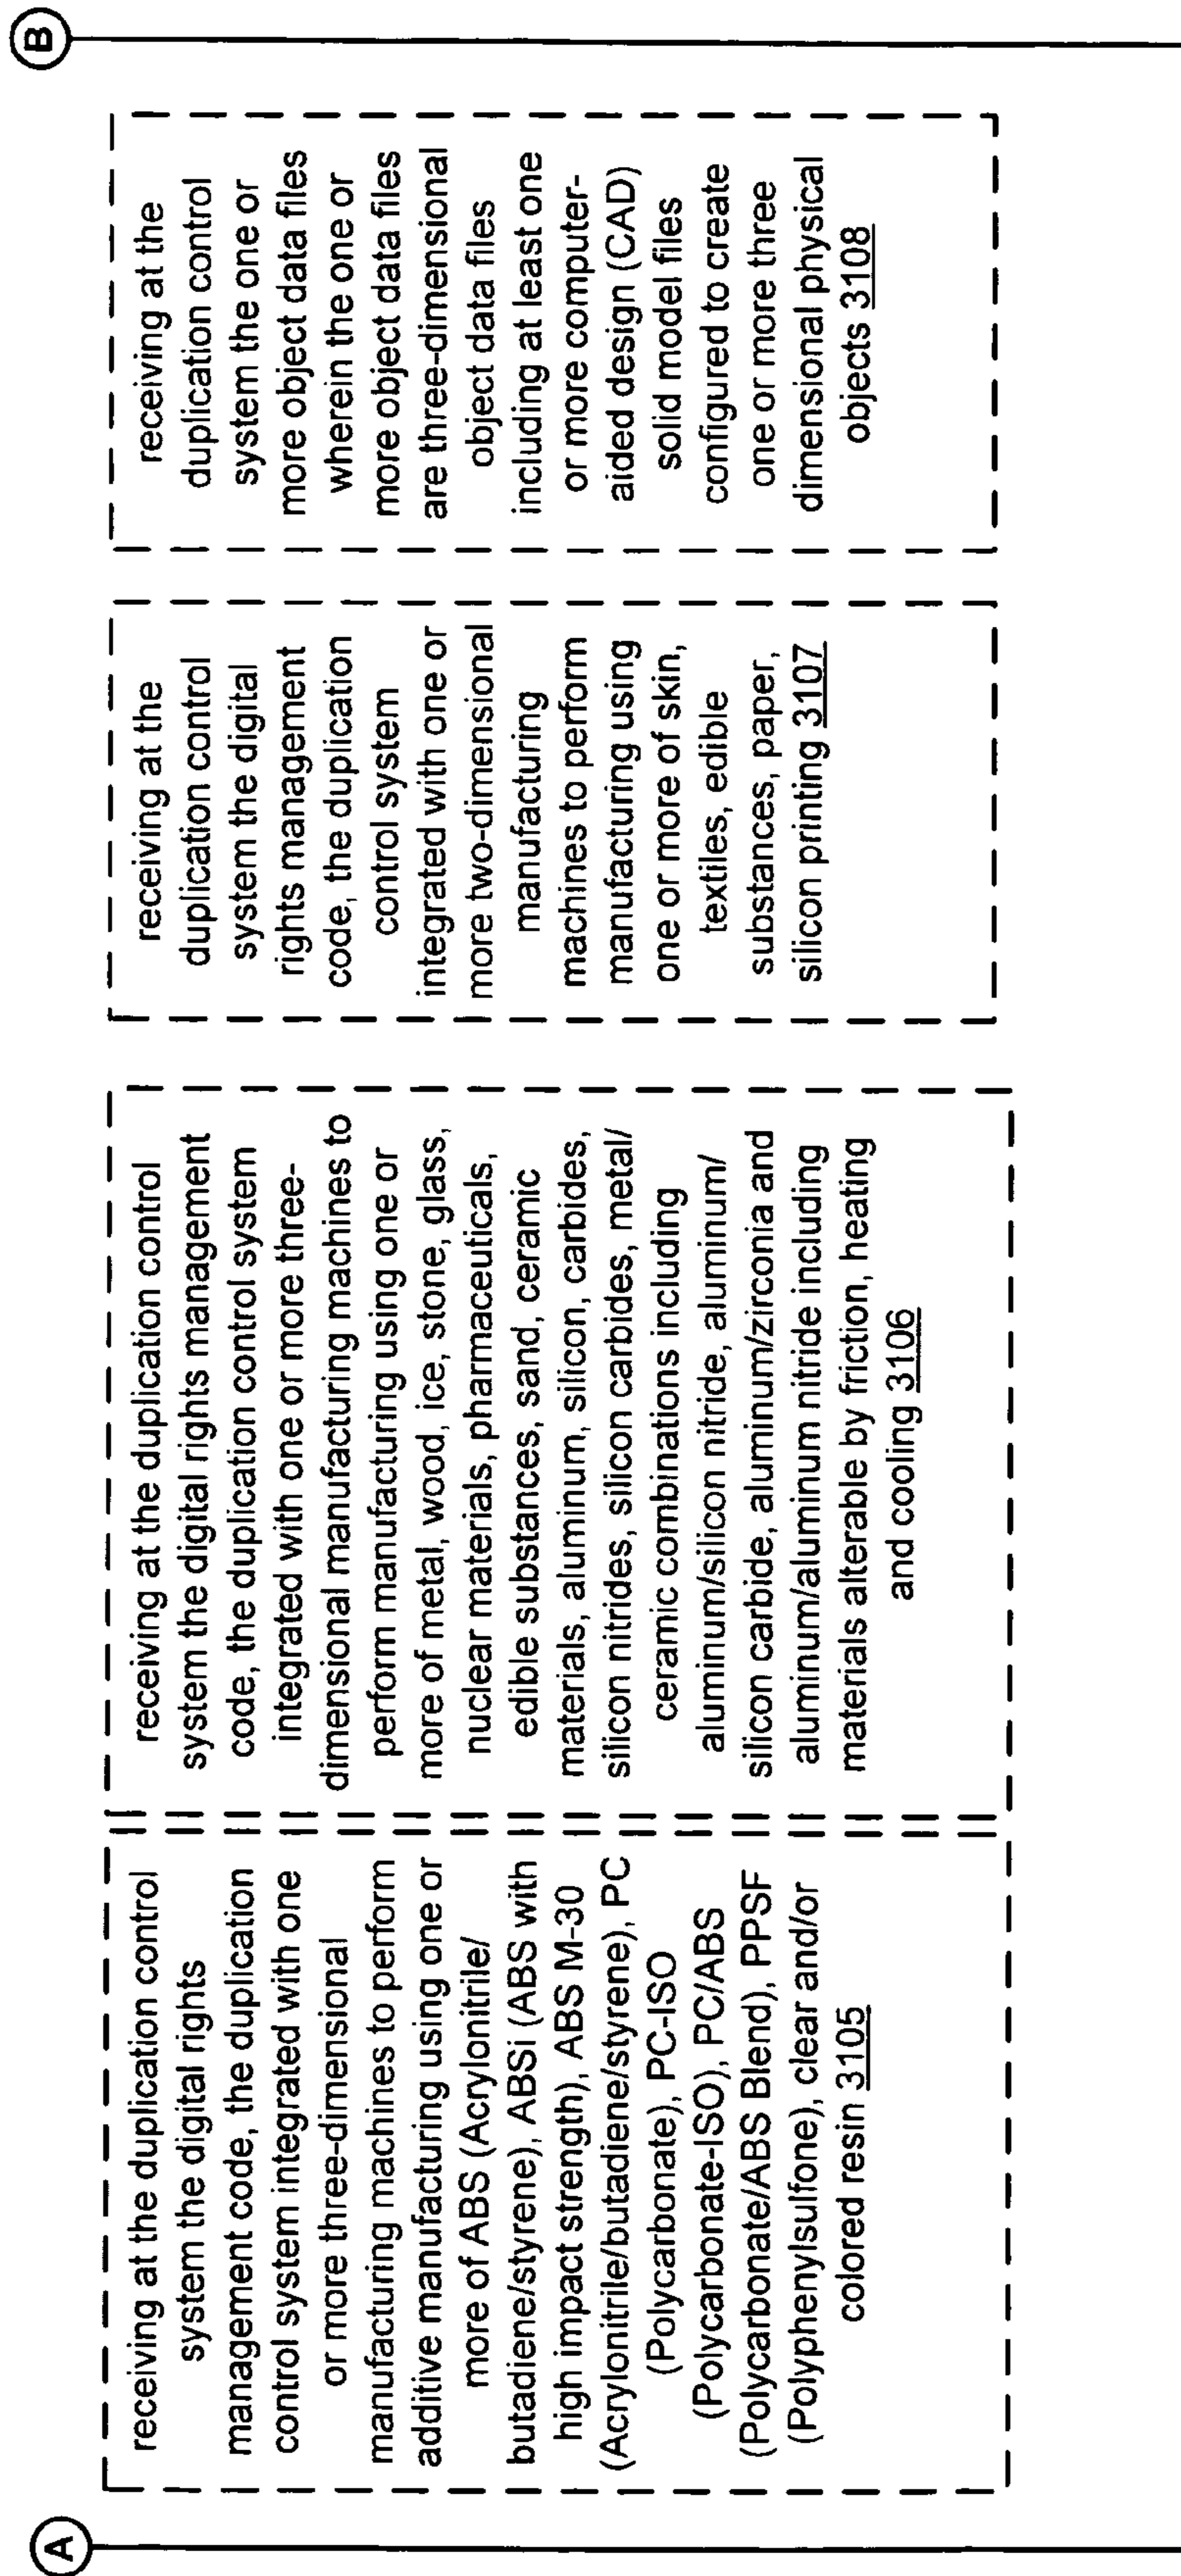 A
receiving at the duplication control
system the digital rights
management code, the duplication
control system integrated with one
or more three-dimensional
manufacturing machines to perform
additive manufacturing using one or
more of ABS (Acrylonitrile/
butadiene/styrene), ABSi (ABS with
high impact strength), ABS M-30
(Acrylonitrile/butadiene/styrene), PC
(Polycarbonate), PC-ISO
(Polycarbonate-ISO), PC/ABS
(Polycarbonate/ABS Blend), PPSF
(Polyphenylsulfone), clear and/or
colored resin 3105
receiving at the duplication control
system the digital rights management
code, the duplication control system
integrated with one or more three-
dimensional manufacturing machines to
perform manufacturing using one or
more of metal, wood, ice, stone, glass,
nuclear materials, pharmaceuticals,
edible substances, sand, ceramic
materials, aluminum, silicon, carbides,
silicon nitrides, silicon carbides, metal/
ceramic combinations including
aluminum/silicon nitride, aluminum/
silicon carbide, aluminum/zirconia and
aluminum/aluminum nitride including
materials alterable by friction, heating
and cooling 3106
receiving at the
duplication control
system the digital
rights management
code, the duplication
control system
integrated with one or
more two-dimensional
manufacturing
machines to perform
manufacturing using
one or more of skin,
textiles, edible
substances, paper,
silicon printing 3107
receiving at the
duplication control
system the one or
more object data files
wherein the one or
more object data files
are three-dimensional
object data files
including at least one
or more computer-
aided design (CAD)
solid model files
configured to create
one or more three
dimensional physical
objects 3108
B